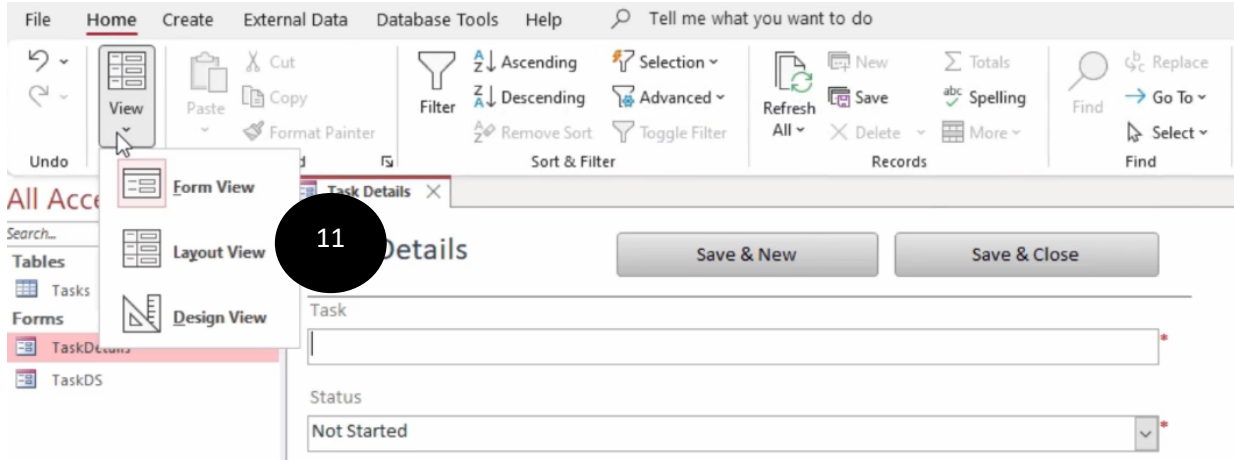 File Home Create External Data Database Tools Help Tell me what you want to do
Cut Ascending Selection New Totals Replace
Copy Descending Advanced Save Spelling Go To
View Paste Filter Refresh All Find
Format Painter Remove Sort Toggle Filter Delete More Select
Undo Sort & Filter Records Find
Form View
Layout View
Design View
Task Details
All Acce
Search...
Tables
Tasks
Forms
TaskDetails
TaskDS
11
Details
Save & New Save & Close
Task
*
Status
Not Started *